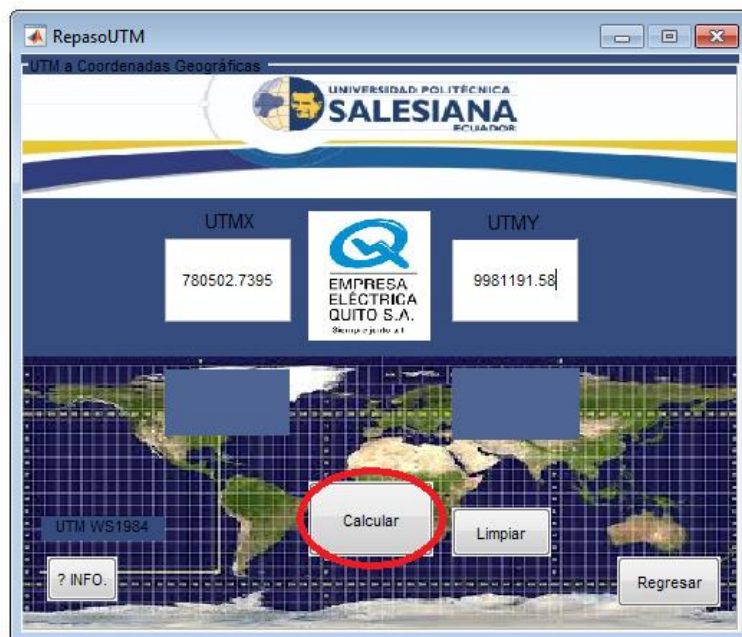 RepasoUTM
UTM a Coordenadas Geográficas
UNIVERSIDAD POLITÉCNICA
SALESIANA
ECUADOR
UTMX
UTMY
780502.7395
9981191.58
EMPRESA
ELÉCTRICA
QUITO S.A.
Calcular
Limpiar
UTM WS1984
? INFO.
Regresar